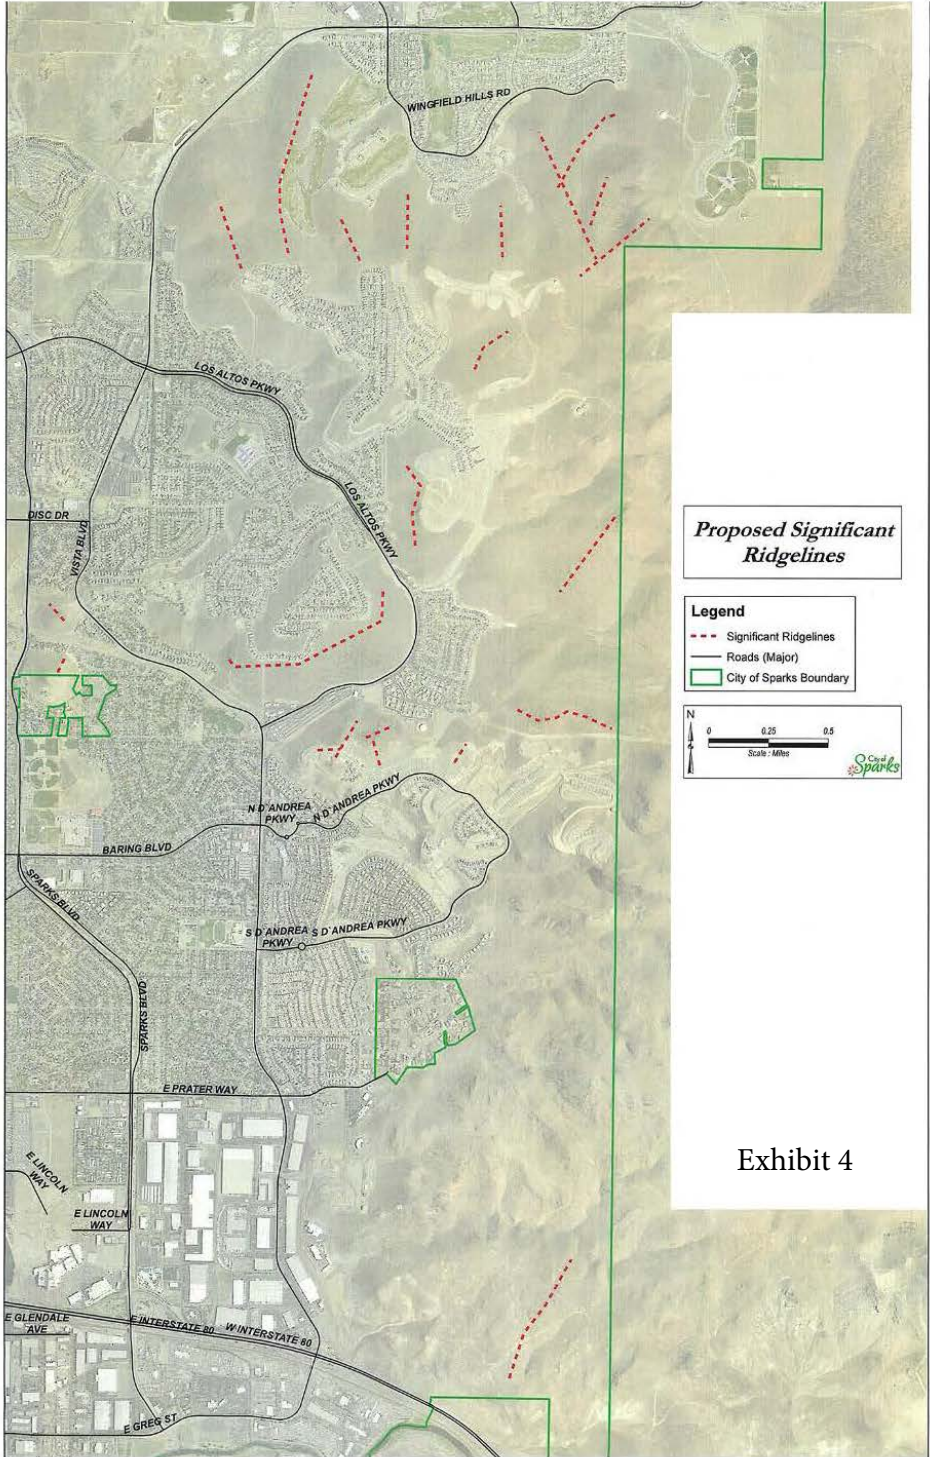 WINGFIELD HILLS RD
LOS ALTOS PKWY
LOS ALTOS PKWY
DISC DR
VISTA BLVD
Proposed Significant
Ridgelines
Legend
Significant Ridgelines
Roads (Major)
City of Sparks Boundary
N
0 0.25 0.5
Scale : Miles
City of
Sparks
N D'ANDREA
PKWY
N D'ANDREA PKWY
BARING BLVD
SPARKS BLVD
S D'ANDREA
PKWY
S D'ANDREA PKWY
SPARKS BLVD
E PRATER WAY
E LINCOLN
WAY
E LINCOLN
WAY
Exhibit 4
E GLENDALE
AVE
E INTERSTATE 80
W INTERSTATE 80
E GREG ST